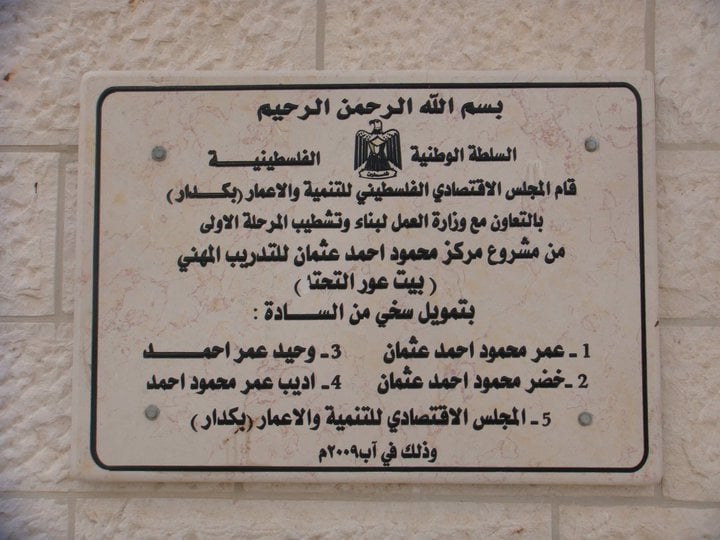 بسم الله الرحمن الرحيم
السلطة الوطنية الفلسطينيــــة
قام المجلس الاقتصادي الفلسطيني للتنمية والاعمار (بكدار)
بالتعاون مع وزارة العمل لبناء وتشطيب المرحلة الاولى
من مشروع مركز محمود احمد عثمان للتدريب المهني
( بيت عور التحتا )
بتمويل سخي من الســـادة :
1 ـ عمر محمود احمد عثمان 3 ـ وحيد عمر احمـــــد
2 ـ خضر محمود احمد عثمان 4 ـ اديب عمر محمود احمد
5 ـ المجلس الاقتصادي للتنمية والاعمار (بكدار )
وذلك في آب ٢٠٠٩م